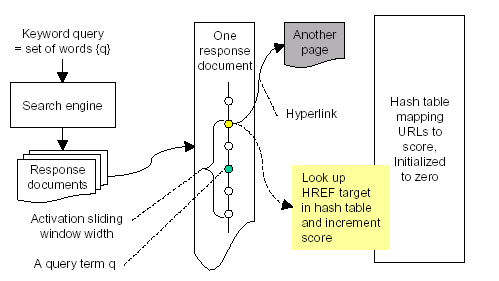 Keyword query
= set of words {q}
Search engine
Response
documents
Activation sliding
window width
A query term q
One
response
document
Another
page
Hyperlink
Look up
HREF target
in hash table
and increment
score
Hash table
mapping
URLs to
score,
Initialized
to zero